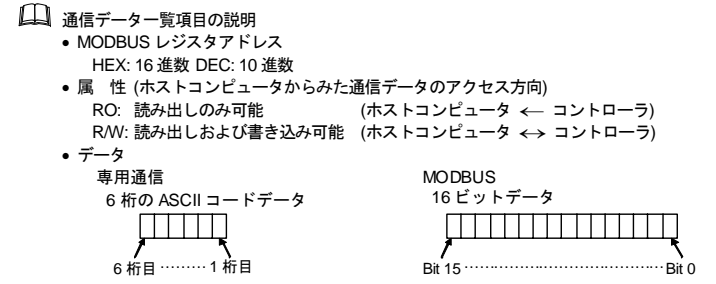 通信データ一覧項目の説明
• MODBUS レジスタアドレス
HEX: 16 進数 DEC: 10 進数
• 属　性 (ホストコンピュータからみた通信データのアクセス方向)
RO: 読み出しのみ可能 (ホストコンピュータ ← コントローラ)
R/W: 読み出しおよび書き込み可能 (ホストコンピュータ ↔ コントローラ)
• データ
専用通信 MODBUS
6 桁の ASCII コードデータ 16 ビットデータ
6 桁目 ········· 1 桁目 Bit 15 ········································ Bit 0